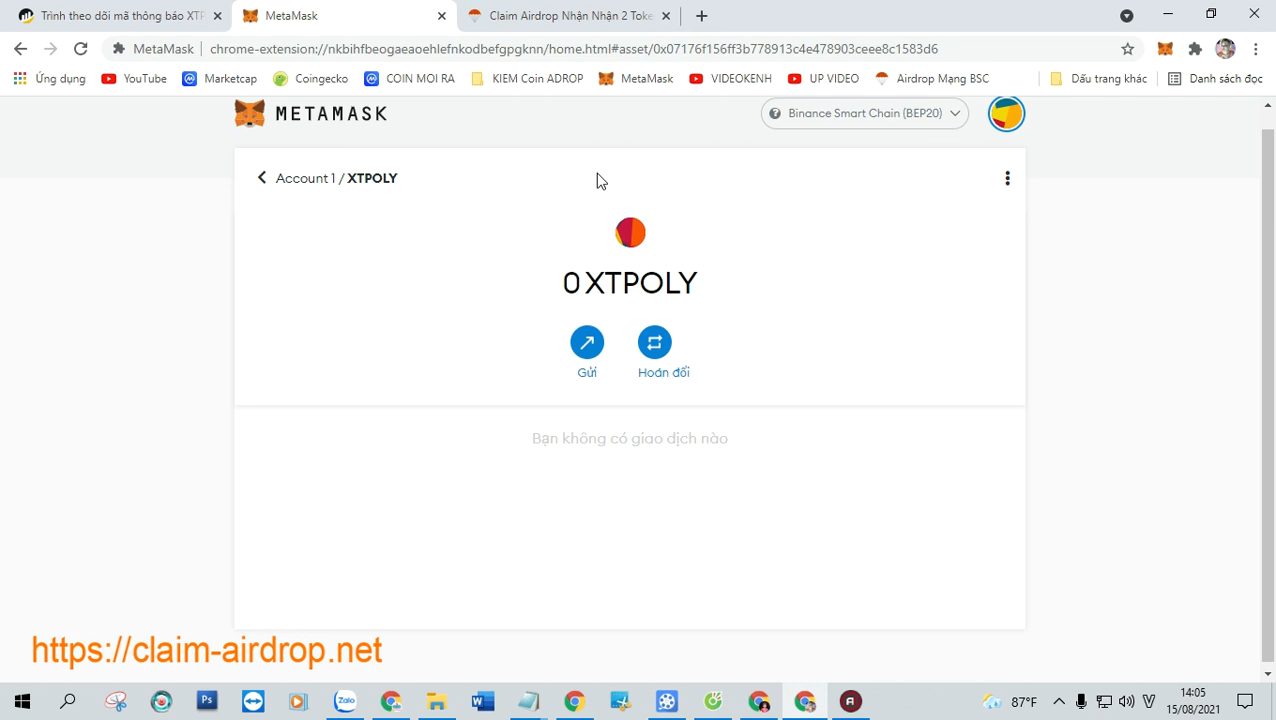 Trình theo dõi mã thông báo XTP
MetaMask
Claim Airdrop Nhận Nhận 2 Toke
MetaMask
chrome-extension://nkbihfbeogaeaoehlefnkodbefgpgknn/home.html#asset/0x07176f156ff3b778913c4e478903ceee8c1583d6
Ứng dụng
YouTube
Marketcap
Coingecko
COIN MOI RA
KIEM Coin ADROP
MetaMask
VIDEOKENH
UP VIDEO
Airdrop Mạng BSC
Dấu trang khác
Danh sách đọc
METAMASK
Binance Smart Chain (BEP20)
Account 1 / XTPOLY
0 XTPOLY
Gửi
Hoán đổi
Bạn không có giao dịch nào
https://claim-airdrop.net
Ps
Zalo
87°F
V
14:05
15/08/2021